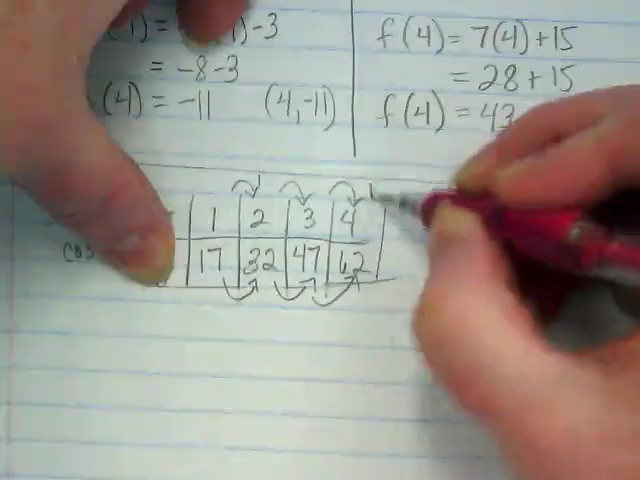 -3
= -8-3
(4) = -11 (4,-11)
f(4) = 7(4)+15
= 28+15
f(4) = 43
1 2 3 4
17 32 47 62